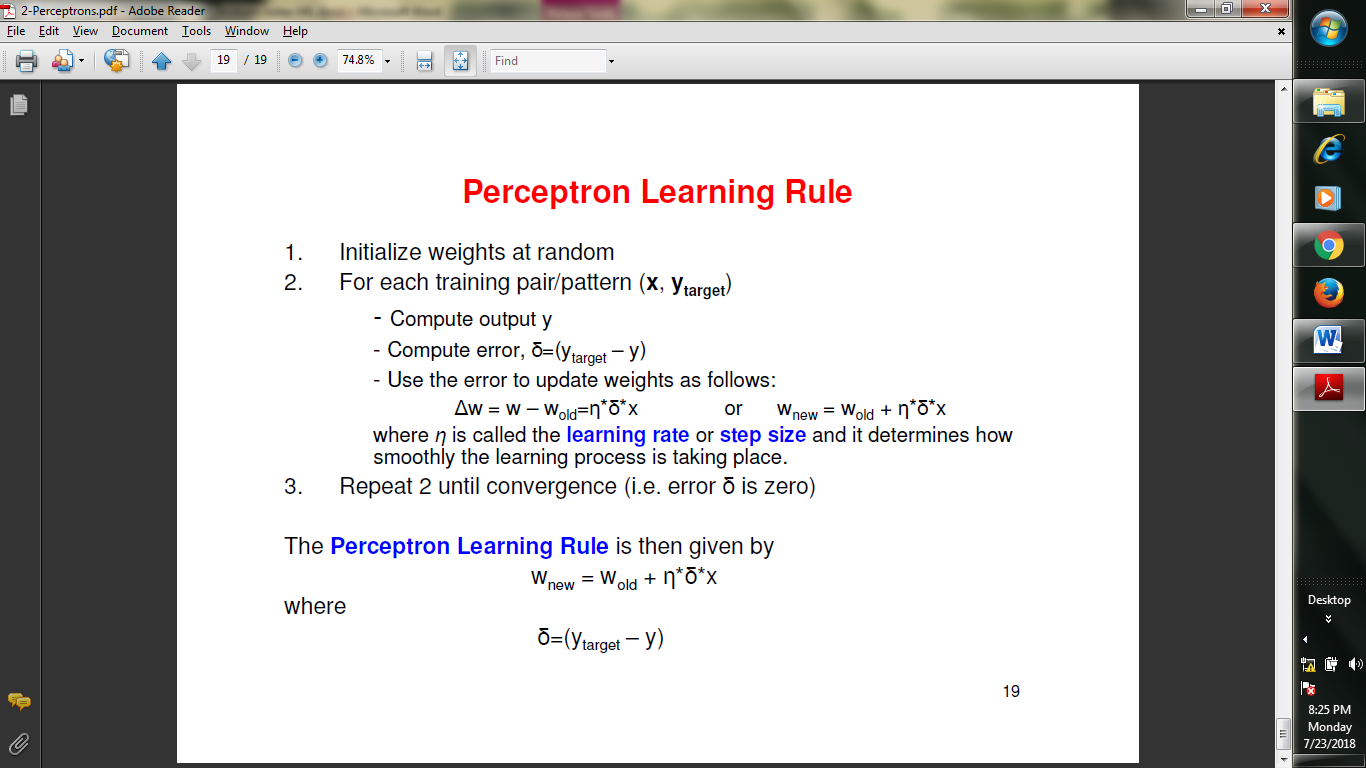 2-Perceptrons.pdf - Adobe Reader
File Edit View Document Tools Window Help
19 / 19 74.8% Find
Perceptron Learning Rule
1. Initialize weights at random
2. For each training pair/pattern (x, ytarget)
- Compute output y
- Compute error, δ=(ytarget – y)
- Use the error to update weights as follows:
Δw = w – wold=η*δ*x or wnew = wold + η*δ*x
where η is called the learning rate or step size and it determines how
smoothly the learning process is taking place.
3. Repeat 2 until convergence (i.e. error δ is zero)
The Perceptron Learning Rule is then given by
wnew = wold + η*δ*x
where
δ=(ytarget – y)
19
Desktop
8:25 PM
Monday
7/23/2018